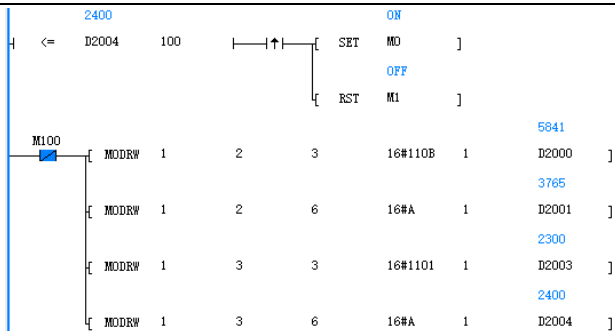 2400 ON
<= D2004 100 SET M0 ]
OFF
RST M1 ]
5841
M100
MODRW 1 2 3 16#110B 1 D2000 ]
3765
[ MODRW 1 2 6 16#A 1 D2001 ]
2300
[ MODRW 1 3 3 16#1101 1 D2003 ]
2400
[ MODRW 1 3 6 16#A 1 D2004 ]